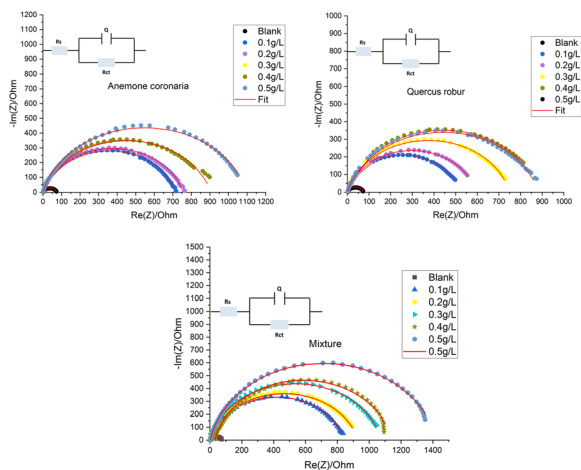 1200
1100
1000
900
800
700
600
500
400
300
200
100
0
-Im(Z)/Ohm
Rs
Q
Rct
Anemone coronaria
Blank
0.1g/L
0.2g/L
0.3g/L
0.4g/L
0.5g/L
Fit
0 100 200 300 400 500 600 700 800 900 1000 1100 1200
Re(Z)/Ohm
1000
800
600
400
200
0
-Im(Z)/Ohm
Rs
Q
Rct
Quercus robur
Blank
0.1g/L
0.2g/L
0.3g/L
0.4g/L
0.5g/L
Fit
0 100 200 300 400 500 600 700 800 900 1000
Re(Z)/Ohm
1500
1400
1300
1200
1100
1000
900
800
700
600
500
400
300
200
100
0
-Im(Z)/Ohm
Rs
Q
Rct
Mixture
Blank
0.1g/L
0.2g/L
0.3g/L
0.4g/L
0.5g/L
0.5g/L
0 100 200 300 400 500 600 700 800 900 1000 1100 1200 1300 1400
Re(Z)/Ohm